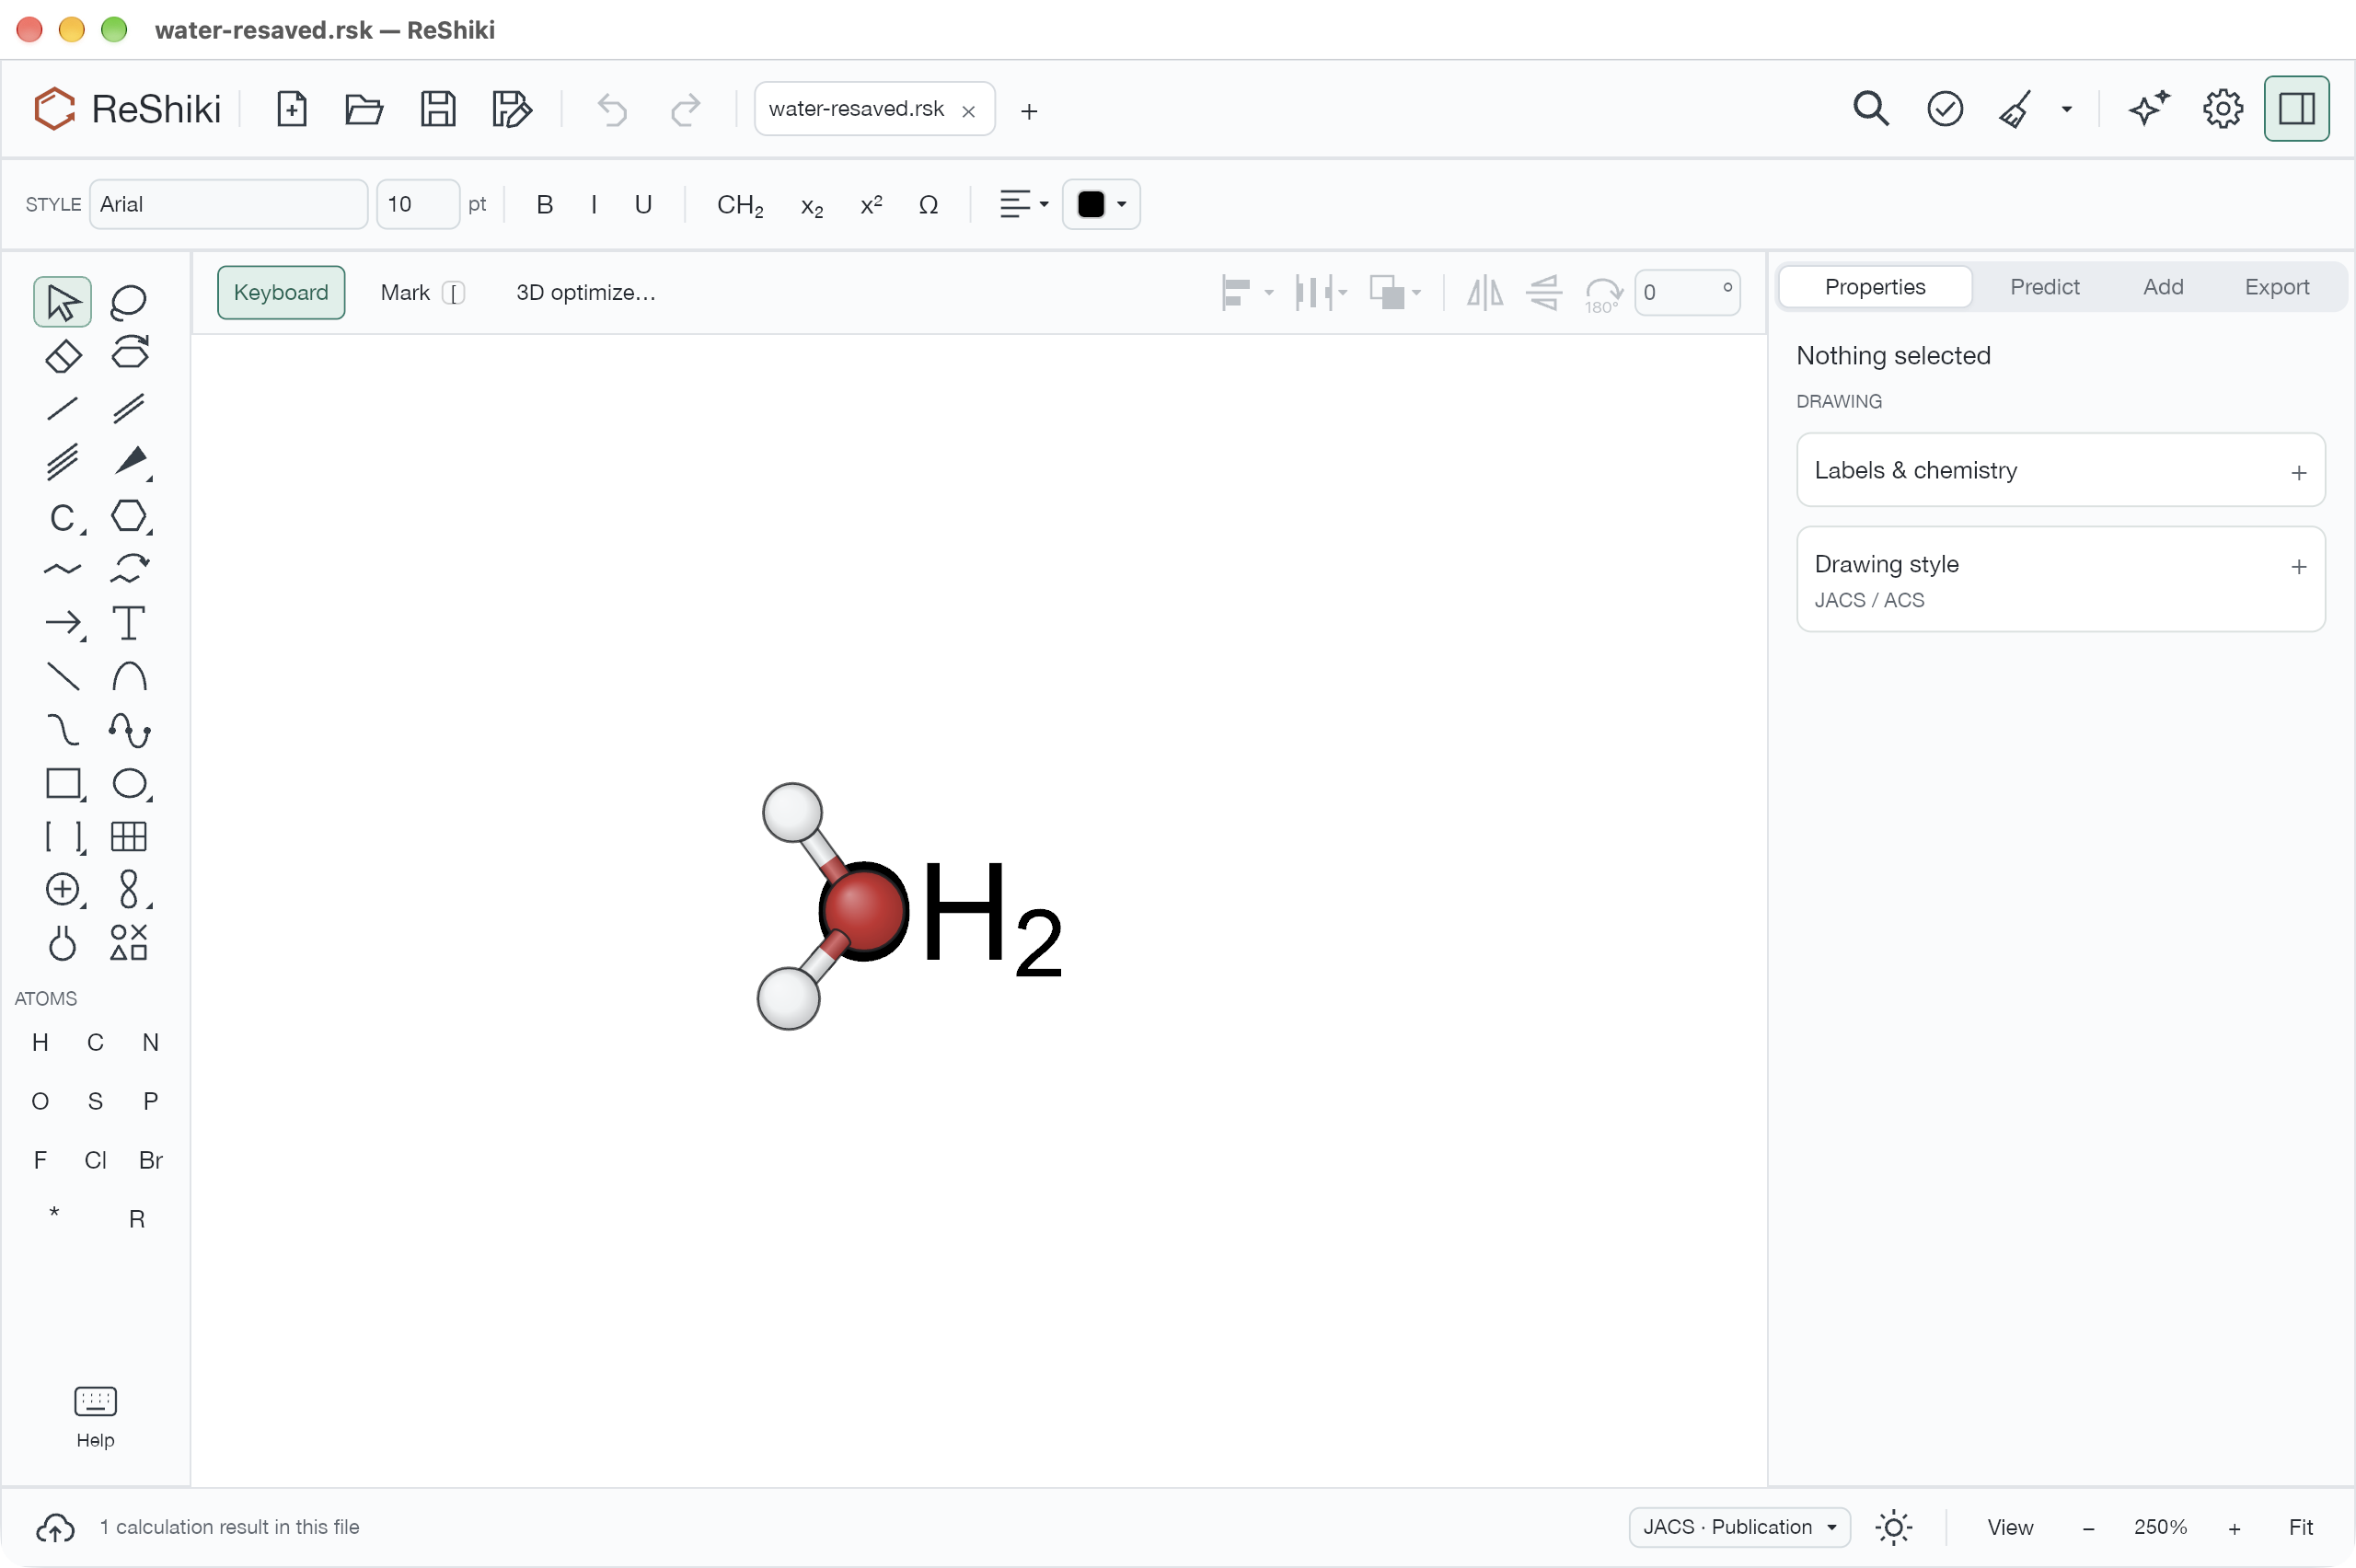 water-resaved.rsk — ReShiki
ReShiki
water-resaved.rsk × +
STYLE Arial 10 pt B I U CH₂ x₂ x² Ω
Keyboard Mark [ 3D optimize... 180° 0 °
Properties Predict Add Export
Nothing selected
DRAWING
Labels & chemistry +
Drawing style +
JACS / ACS
C
T
[ ]
H₂
ATOMS
H C N
O S P
F Cl Br
* R
Help
1 calculation result in this file
JACS · Publication
View − 250% + Fit